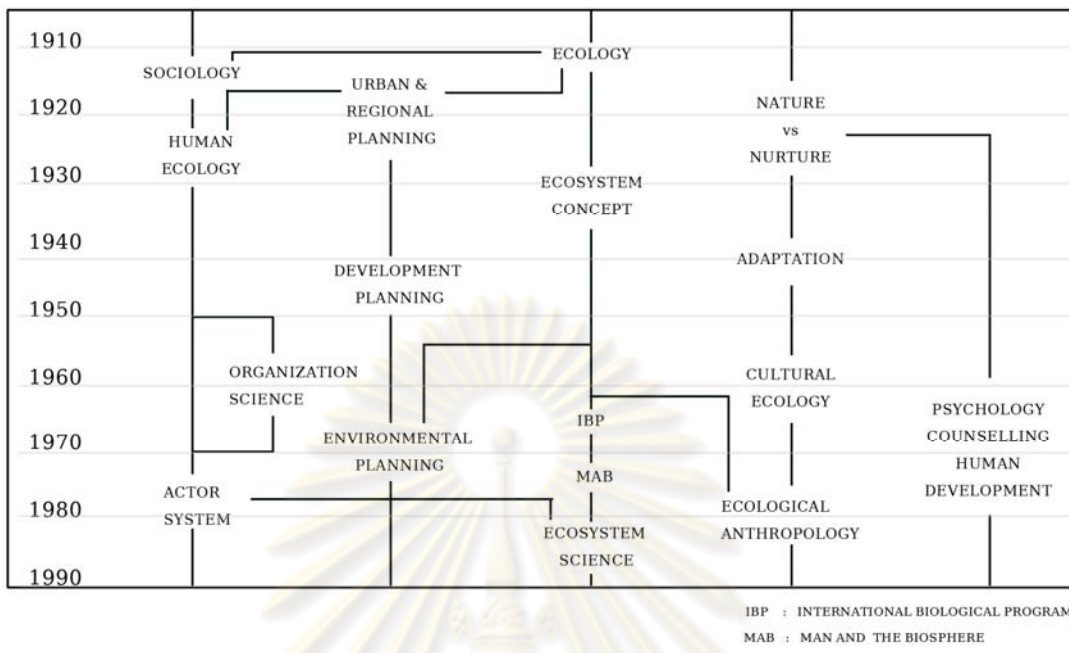 1910
ECOLOGY
SOCIOLOGY
URBAN &
REGIONAL
PLANNING
NATURE
vs
NURTURE
1920
HUMAN
ECOLOGY
1930
ECOSYSTEM
CONCEPT
1940
ADAPTATION
DEVELOPMENT
PLANNING
1950
ORGANIZATION
SCIENCE
CULTURAL
ECOLOGY
1960
IBP
PSYCHOLOGY
COUNSELLING
HUMAN
DEVELOPMENT
ENVIRONMENTAL
PLANNING
1970
MAB
ACTOR
SYSTEM
ECOLOGICAL
ANTHROPOLOGY
1980
ECOSYSTEM
SCIENCE
1990
IBP : INTERNATIONAL BIOLOGICAL PROGRAM
MAB : MAN AND THE BIOSPHERE